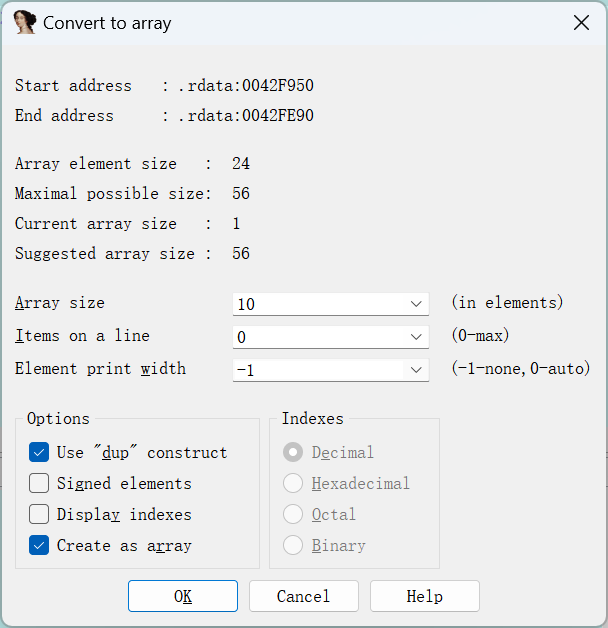 Convert to array
Start address : .rdata:0042F950
End address : .rdata:0042FE90
Array element size : 24
Maximal possible size: 56
Current array size : 1
Suggested array size : 56
Array size 10 (in elements)
Items on a line 0 (0-max)
Element print width -1 (-1-none,0-auto)
Options Indexes
Use "dup" construct Decimal
Signed elements Hexadecimal
Display indexes Octal
Create as array Binary
OK Cancel Help